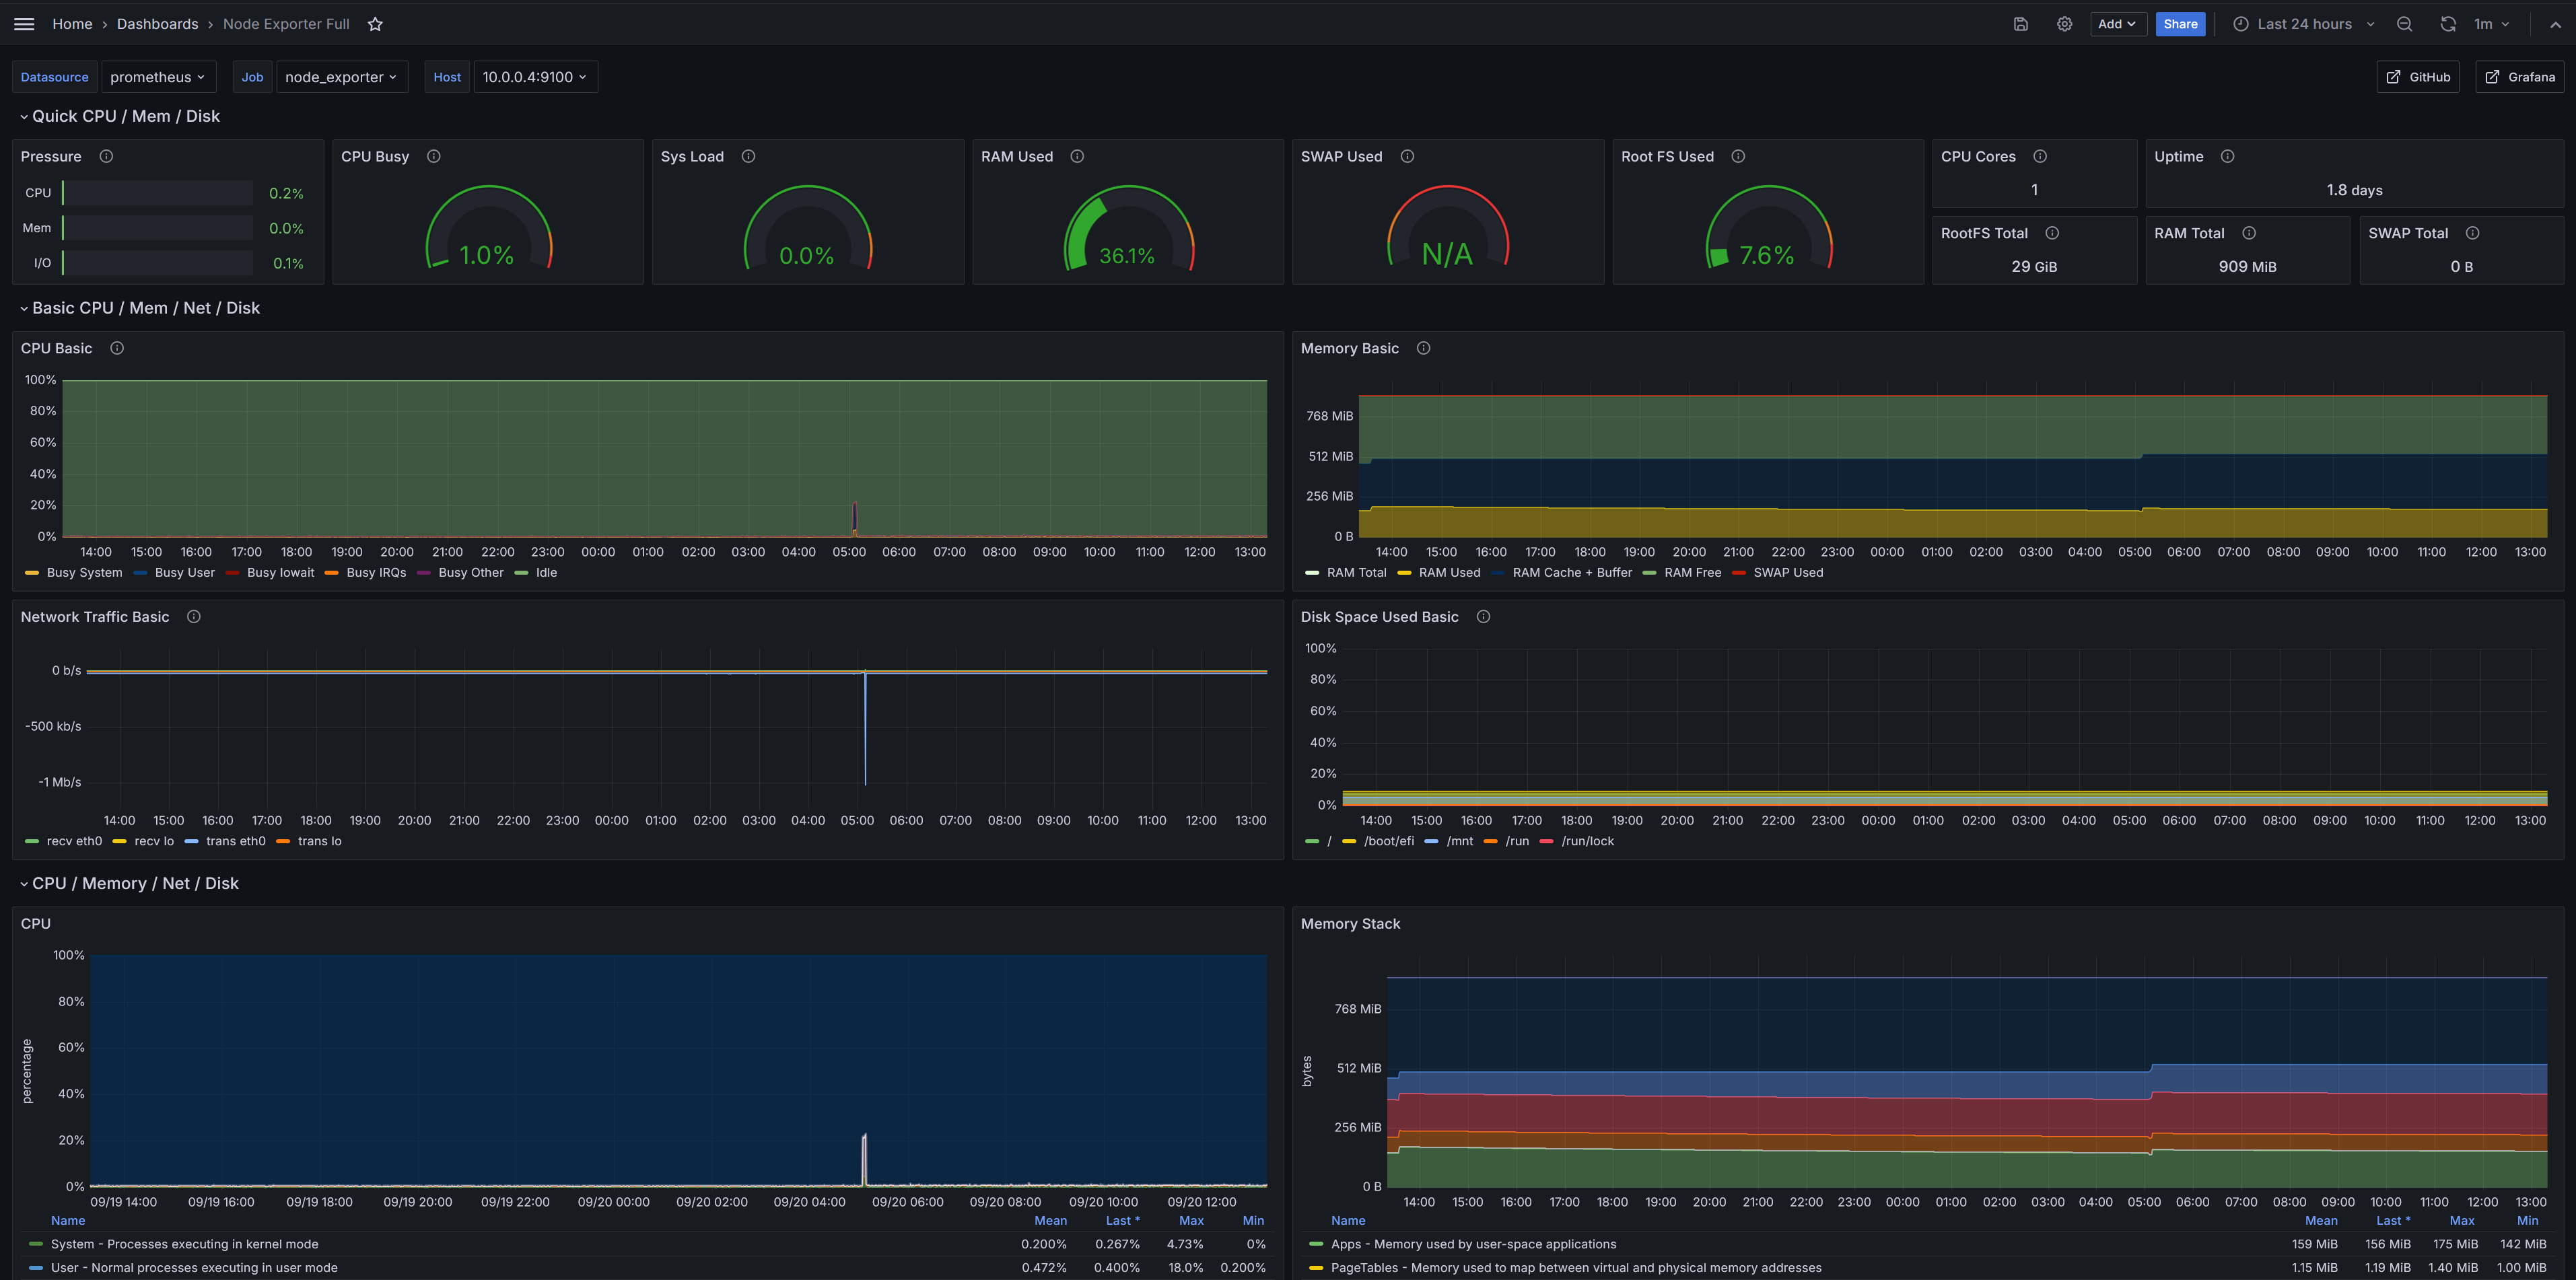 Home › Dashboards › Node Exporter Full
Add
Share
Last 24 hours
1m
Datasource prometheus Job node_exporter Host 10.0.0.4:9100
GitHub Grafana
Quick CPU / Mem / Disk
Pressure
CPU 0.2%
Mem 0.0%
I/O 0.1%
CPU Busy
1.0%
Sys Load
0.0%
RAM Used
36.1%
SWAP Used
N/A
Root FS Used
7.6%
CPU Cores
1
Uptime
1.8 days
RootFS Total
29 GiB
RAM Total
909 MiB
SWAP Total
0 B
Basic CPU / Mem / Net / Disk
CPU Basic
100%
80%
60%
40%
20%
0%
14:00 15:00 16:00 17:00 18:00 19:00 20:00 21:00 22:00 23:00 00:00 01:00 02:00 03:00 04:00 05:00 06:00 07:00 08:00 09:00 10:00 11:00 12:00 13:00
Busy System Busy User Busy Iowait Busy IRQs Busy Other Idle
Memory Basic
768 MiB
512 MiB
256 MiB
0 B
14:00 15:00 16:00 17:00 18:00 19:00 20:00 21:00 22:00 23:00 00:00 01:00 02:00 03:00 04:00 05:00 06:00 07:00 08:00 09:00 10:00 11:00 12:00 13:00
RAM Total RAM Used RAM Cache + Buffer RAM Free SWAP Used
Network Traffic Basic
0 b/s
-500 kb/s
-1 Mb/s
14:00 15:00 16:00 17:00 18:00 19:00 20:00 21:00 22:00 23:00 00:00 01:00 02:00 03:00 04:00 05:00 06:00 07:00 08:00 09:00 10:00 11:00 12:00 13:00
recv eth0 recv lo trans eth0 trans lo
Disk Space Used Basic
100%
80%
60%
40%
20%
0%
14:00 15:00 16:00 17:00 18:00 19:00 20:00 21:00 22:00 23:00 00:00 01:00 02:00 03:00 04:00 05:00 06:00 07:00 08:00 09:00 10:00 11:00 12:00 13:00
/ /boot/efi /mnt /run /run/lock
CPU / Memory / Net / Disk
CPU
percentage
100%
80%
60%
40%
20%
0%
09/19 14:00 09/19 16:00 09/19 18:00 09/19 20:00 09/19 22:00 09/20 00:00 09/20 02:00 09/20 04:00 09/20 06:00 09/20 08:00 09/20 10:00 09/20 12:00
Name Mean Last * Max Min
System - Processes executing in kernel mode 0.200% 0.267% 4.73% 0%
User - Normal processes executing in user mode 0.472% 0.400% 18.0% 0.200%
Memory Stack
bytes
768 MiB
512 MiB
256 MiB
0 B
14:00 15:00 16:00 17:00 18:00 19:00 20:00 21:00 22:00 23:00 00:00 01:00 02:00 03:00 04:00 05:00 06:00 07:00 08:00 09:00 10:00 11:00 12:00 13:00
Name Mean Last * Max Min
Apps - Memory used by user-space applications 159 MiB 156 MiB 175 MiB 142 MiB
PageTables - Memory used to map between virtual and physical memory addresses 1.15 MiB 1.19 MiB 1.40 MiB 1.00 MiB